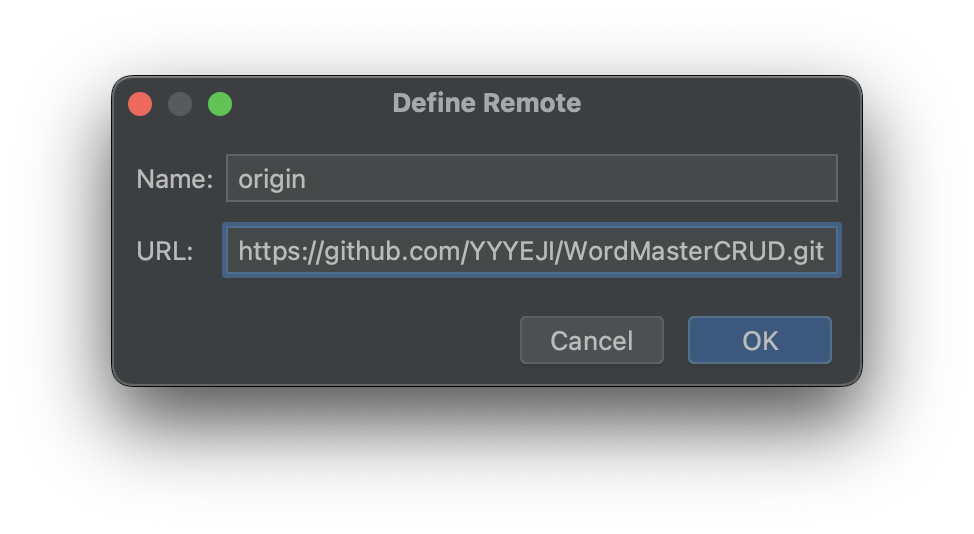 Define Remote
Name: origin
URL: https://github.com/YYYEJI/WordMasterCRUD.git
Cancel OK